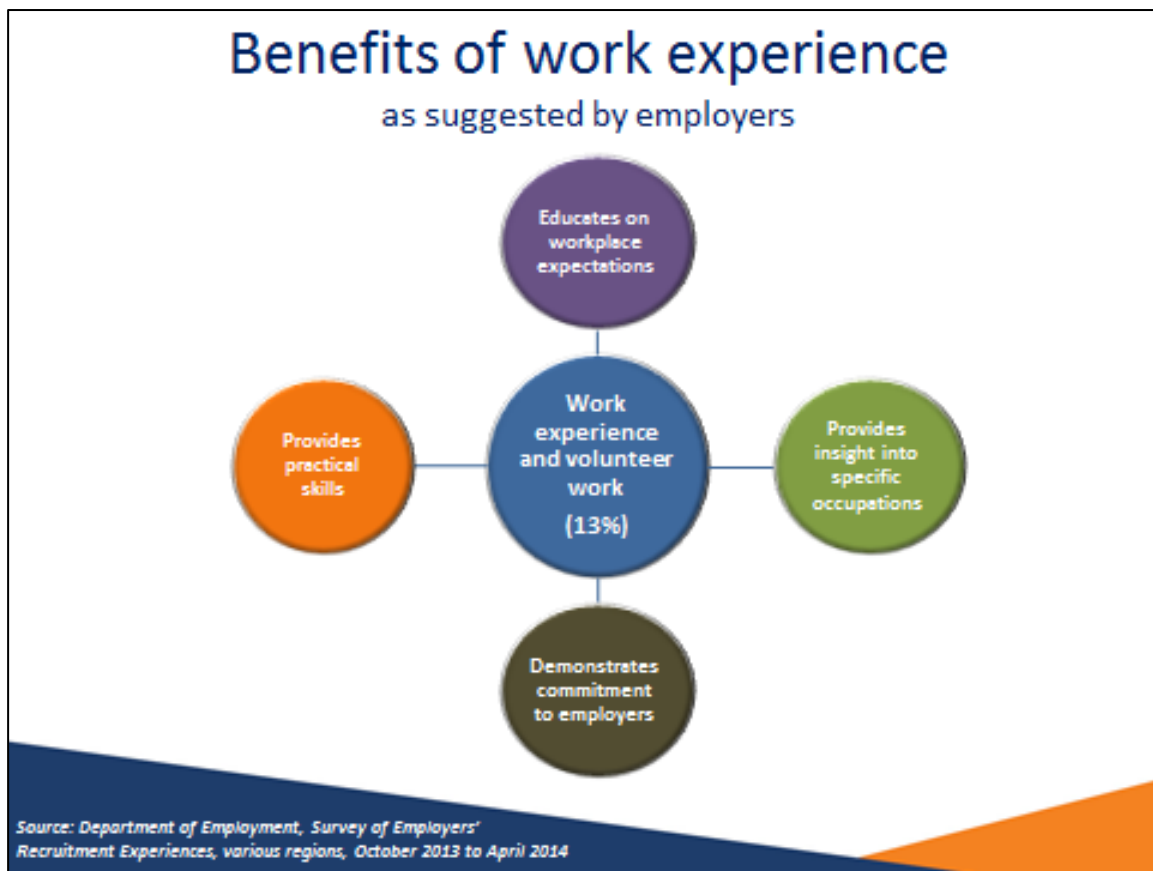 Benefits of work experience
as suggested by employers
Educates on
workplace
expectations
Provides
practical
skills
Work
experience
and volunteer
work
(13%)
Provides
insight into
specific
occupations
Demonstrates
commitment
to employers
Source: Department of Employment, Survey of Employers'
Recruitment Experiences, various regions, October 2013 to April 2014